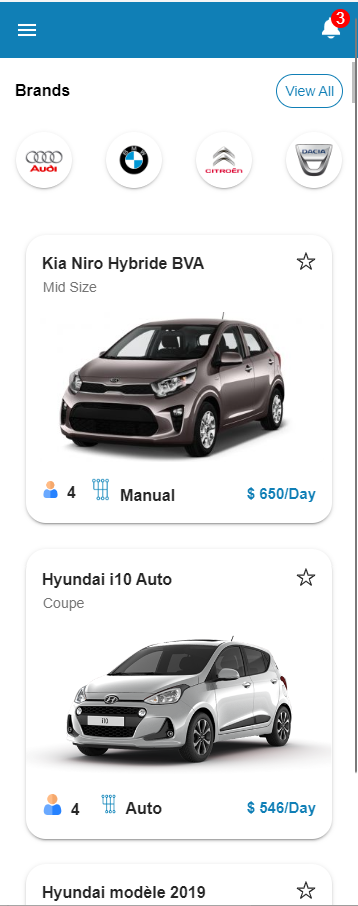 3
Brands
View All
Audi
BMW
CITROËN
DACIA
Kia Niro Hybride BVA
Mid Size
4
Manual
$ 650/Day
Hyundai i10 Auto
Coupe
i10
4
Auto
$ 546/Day
Hyundai modèle 2019